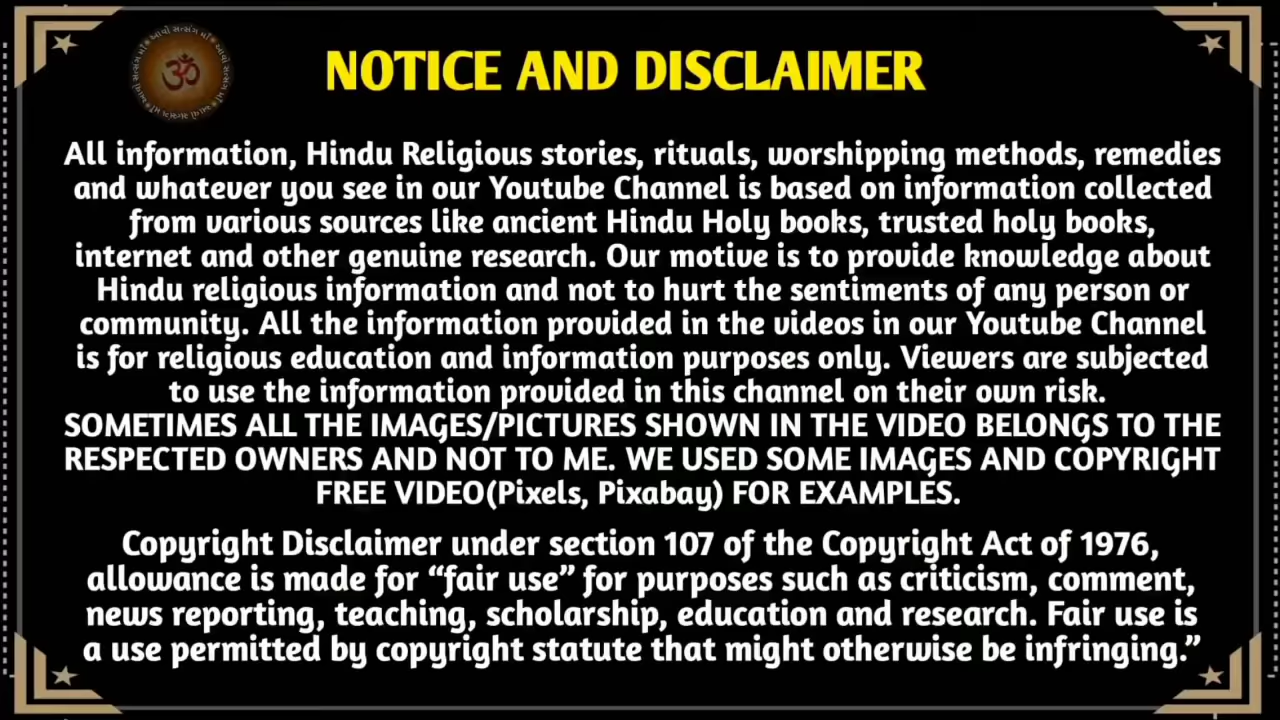 આવો સત્સંગ માઁ
ૐ
NOTICE AND DISCLAIMER
All information, Hindu Religious stories, rituals, worshipping methods, remedies
and whatever you see in our Youtube Channel is based on information collected
from various sources like ancient Hindu Holy books, trusted holy books,
internet and other genuine research. Our motive is to provide knowledge about
Hindu religious information and not to hurt the sentiments of any person or
community. All the information provided in the videos in our Youtube Channel
is for religious education and information purposes only. Viewers are subjected
to use the information provided in this channel on their own risk.
SOMETIMES ALL THE IMAGES/PICTURES SHOWN IN THE VIDEO BELONGS TO THE
RESPECTED OWNERS AND NOT TO ME. WE USED SOME IMAGES AND COPYRIGHT
FREE VIDEO(Pixels, Pixabay) FOR EXAMPLES.
Copyright Disclaimer under section 107 of the Copyright Act of 1976,
allowance is made for “fair use” for purposes such as criticism, comment,
news reporting, teaching, scholarship, education and research. Fair use is
a use permitted by copyright statute that might otherwise be infringing.”